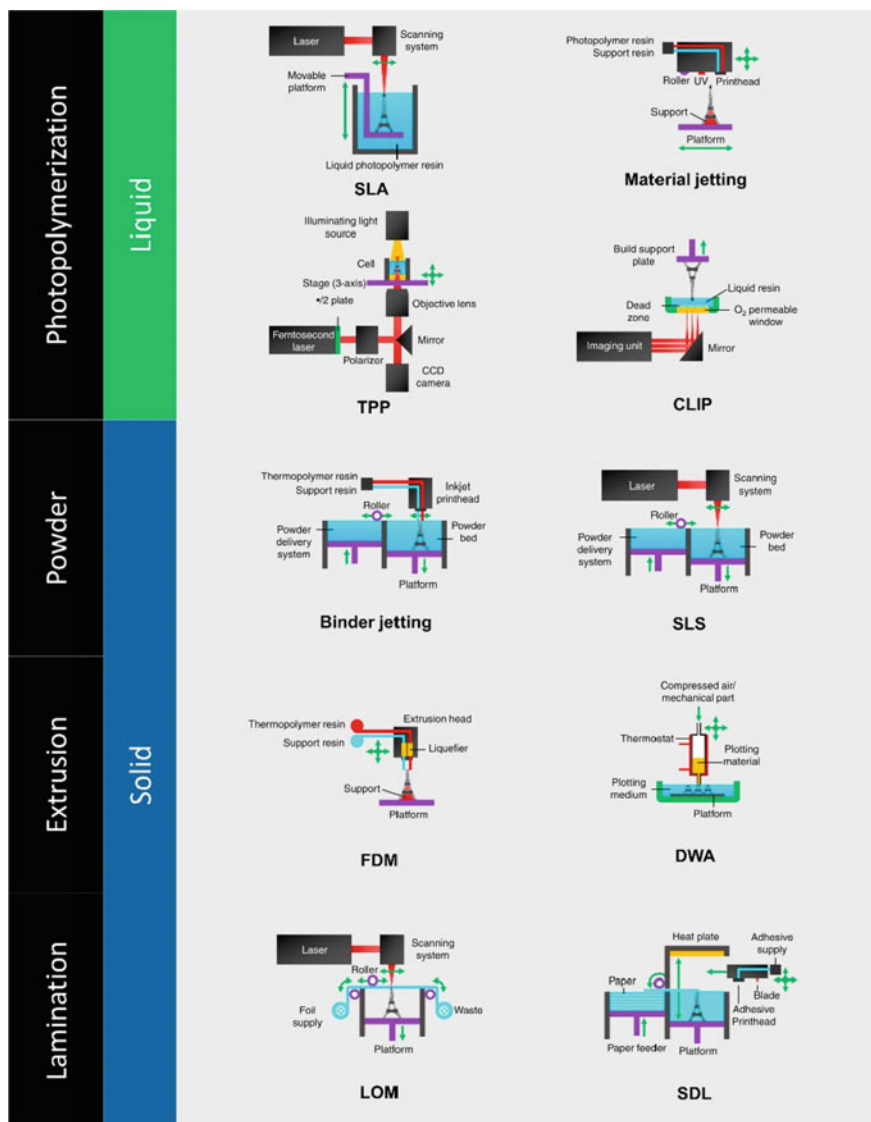 Photopolymerization
Liquid
Laser
Scanning
system
Movable
platform
Liquid photopolymer resin
SLA
Photopolymer resin
Support resin
Roller UV Printhead
Support
Platform
Material jetting
Illuminating light
source
Cell
Stage (3-axis)
•/2 plate
Objective lens
Femtosecond
laser
Polarizer
Mirror
CCD
camera
TPP
Build support
plate
Liquid resin
Dead
zone
O₂ permeable
window
Imaging unit
Mirror
CLIP
Powder
Solid
Thermopolymer resin
Support resin
Inkjet
printhead
Roller
Powder
delivery
system
Powder
bed
Platform
Binder jetting
Laser
Scanning
system
Roller
Powder
delivery
system
Powder
bed
Platform
SLS
Extrusion
Thermopolymer resin
Support resin
Extrusion head
Liquefier
Support
Platform
FDM
Compressed air/
mechanical part
Thermostat
Plotting
material
Plotting
medium
Platform
DWA
Lamination
Laser
Scanning
system
Roller
Foil
supply
Waste
Platform
LOM
Heat plate
Adhesive
supply
Paper
Blade
Adhesive
Printhead
Paper feeder
Platform
SDL